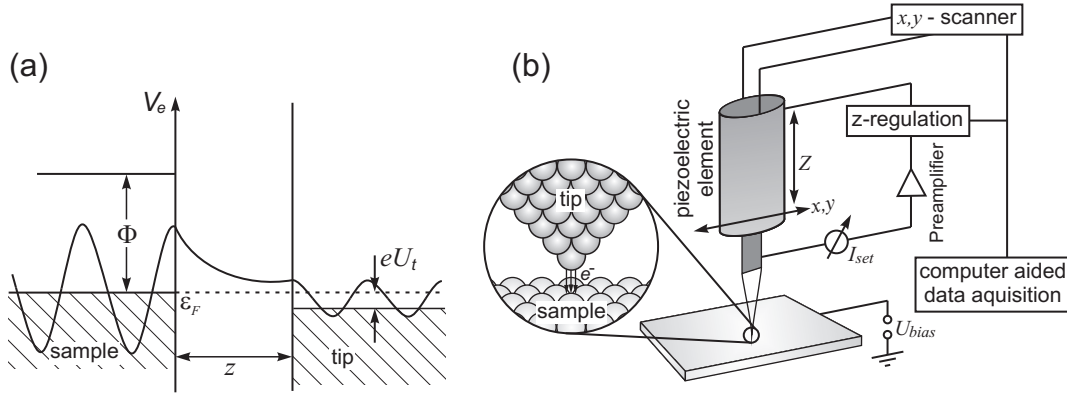 (a)
V_e
Φ
ε_F
eU_t
sample
z
tip
(b)
x,y - scanner
piezoelectric
element
z-regulation
Z
Preamplifier
x,y
I_set
tip
e⁻
sample
computer aided
data aquisition
U_bias